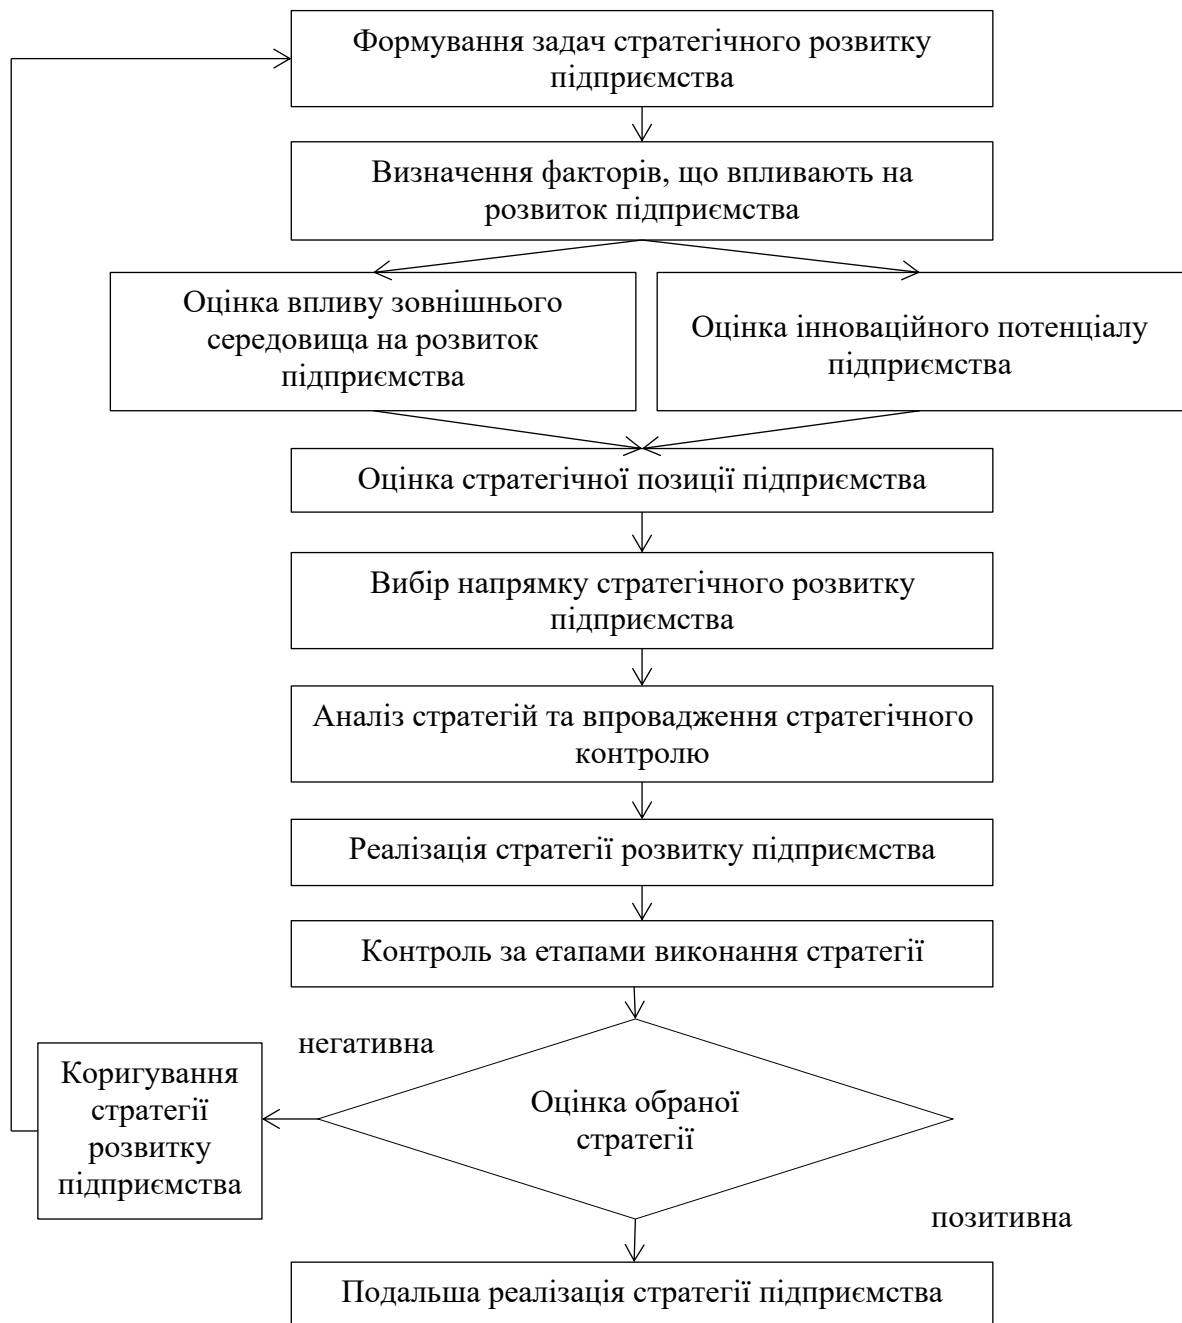 Формування задач стратегічного розвитку
підприємства
Визначення факторів, що впливають на
розвиток підприємства
Оцінка впливу зовнішнього
середовища на розвиток
підприємства
Оцінка інноваційного потенціалу
підприємства
Оцінка стратегічної позиції підприємства
Вибір напрямку стратегічного розвитку
підприємства
Аналіз стратегій та впровадження стратегічного
контролю
Реалізація стратегії розвитку підприємства
Контроль за етапами виконання стратегії
негативна
Коригування
стратегії
розвитку
підприємства
Оцінка обраної
стратегії
позитивна
Подальша реалізація стратегії підприємства